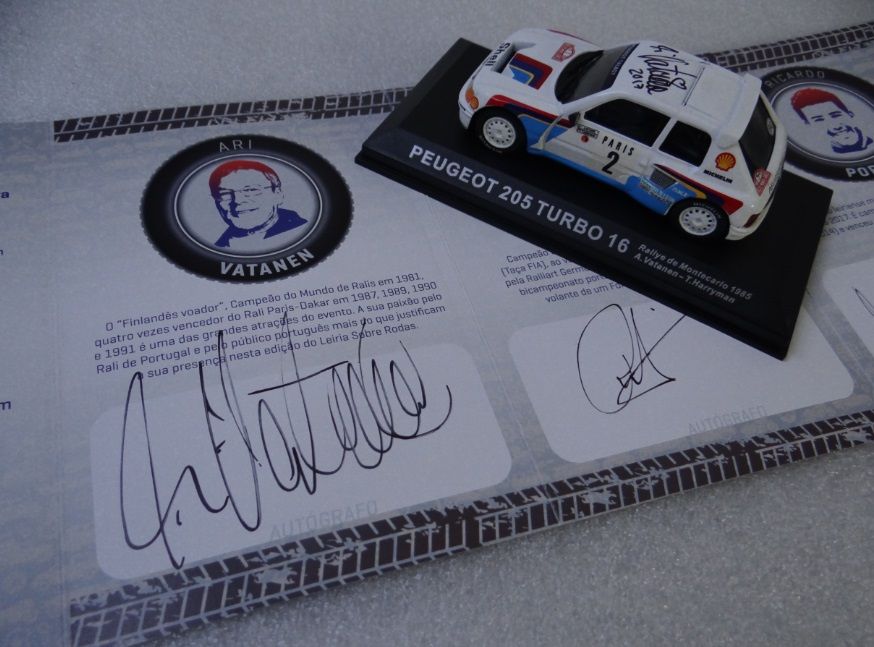 ARI
VATANEN
O "Finlandês voador", Campeão do Mundo de Ralis em 1981,
quatro vezes vencedor do Rali Paris-Dakar em 1987, 1989, 1990
e 1991 é uma das grandes atrações do evento. A sua paixão pelo
Rali de Portugal e pelo público português mais do que justificam
a sua presença nesta edição do Leiria Sobre Rodas.
AUTÓGRAFO
Shell
2017
PARIS
2
MICHELIN
PEUGEOT 205 TURBO 16
Rallye de Montecarlo 1985
A.Vatanen - T.Harryman
Campeão
[Taça FIA], ao
pela Ralliart Germ
bicampeonato por
volante de um Fo
AUTÓGRAFO
RICARDO